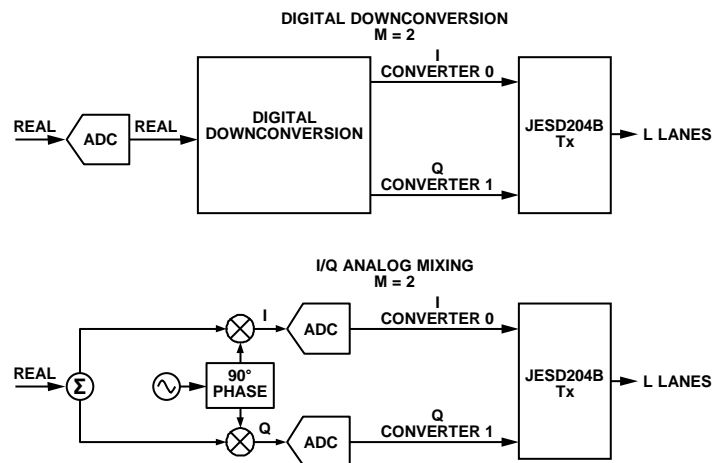 DIGITAL DOWNCONVERSION
M = 2
I
CONVERTER 0
REAL
ADC
REAL
DIGITAL
DOWNCONVERSION
JESD204B
Tx
L LANES
Q
CONVERTER 1
I/Q ANALOG MIXING
M = 2
I
CONVERTER 0
I
ADC
REAL
Σ
90°
PHASE
JESD204B
Tx
L LANES
Q
ADC
Q
CONVERTER 1